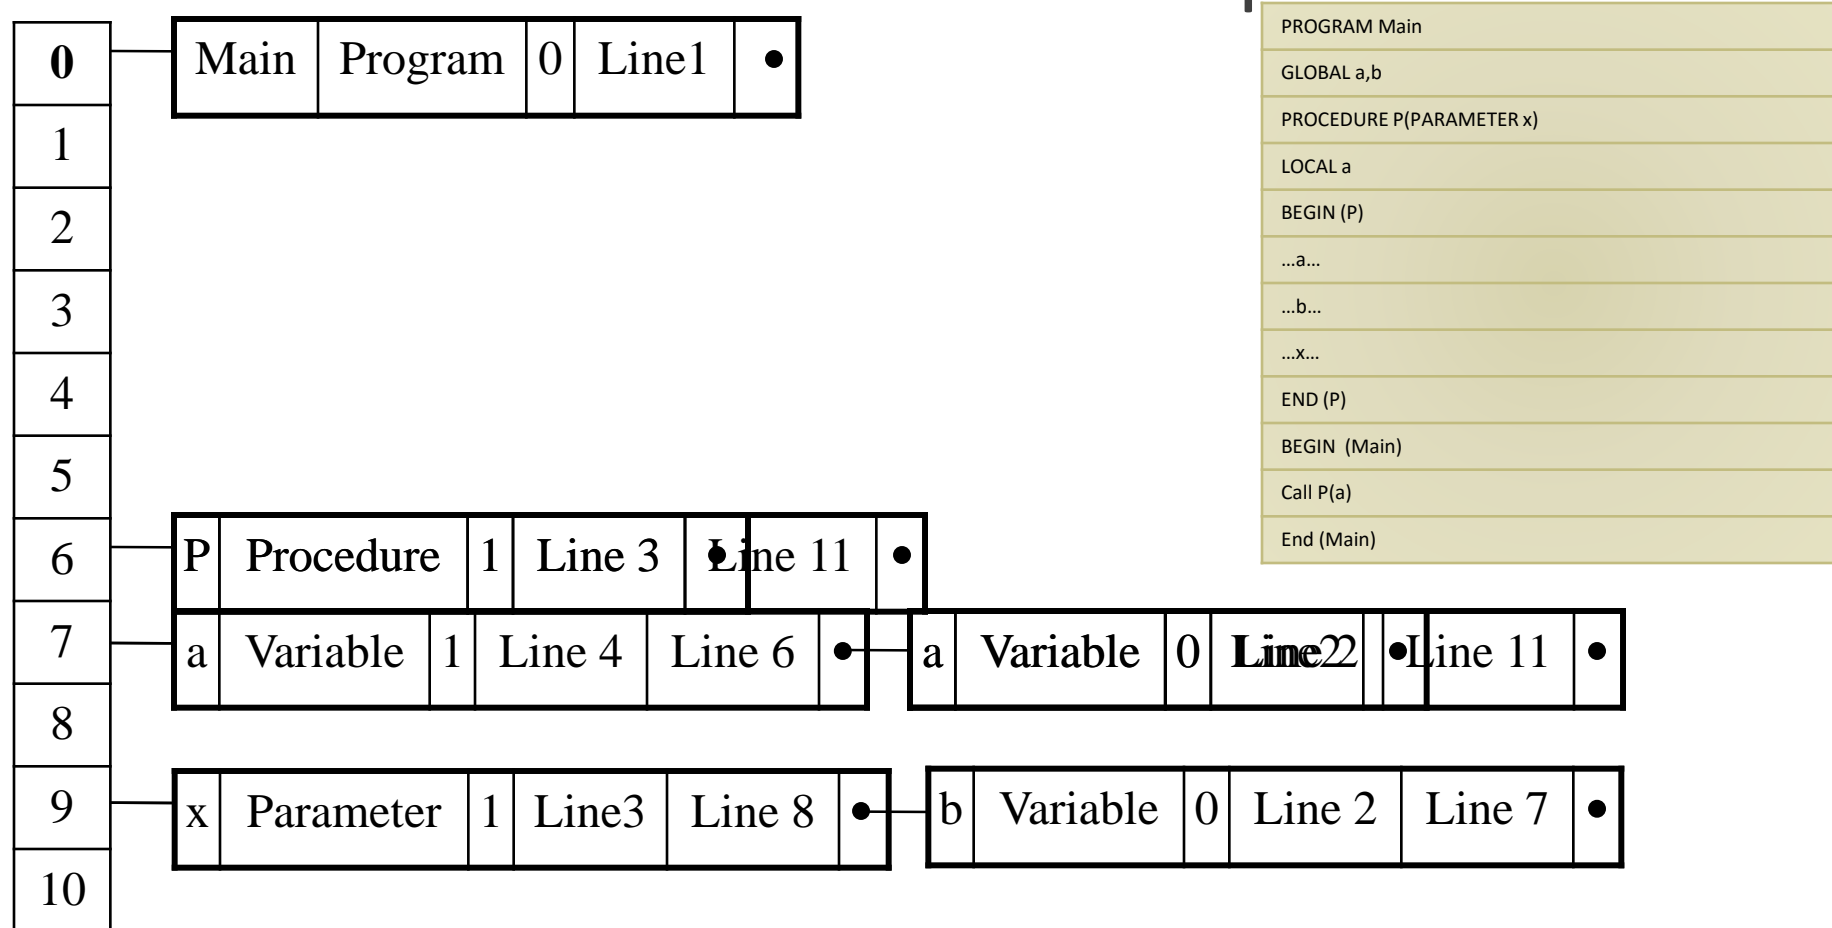 0
Main Program 0 Line1
1
2
3
4
5
6
P Procedure 1 Line 3 Line 11
7
a Variable 1 Line 4 Line 6
a Variable 0 Line 11
8
9
x Parameter 1 Line3 Line 8
b Variable 0 Line 2 Line 7
10
PROGRAM Main
GLOBAL a,b
PROCEDURE P(PARAMETER x)
LOCAL a
BEGIN (P)
...a...
...b...
...x...
END (P)
BEGIN (Main)
Call P(a)
End (Main)